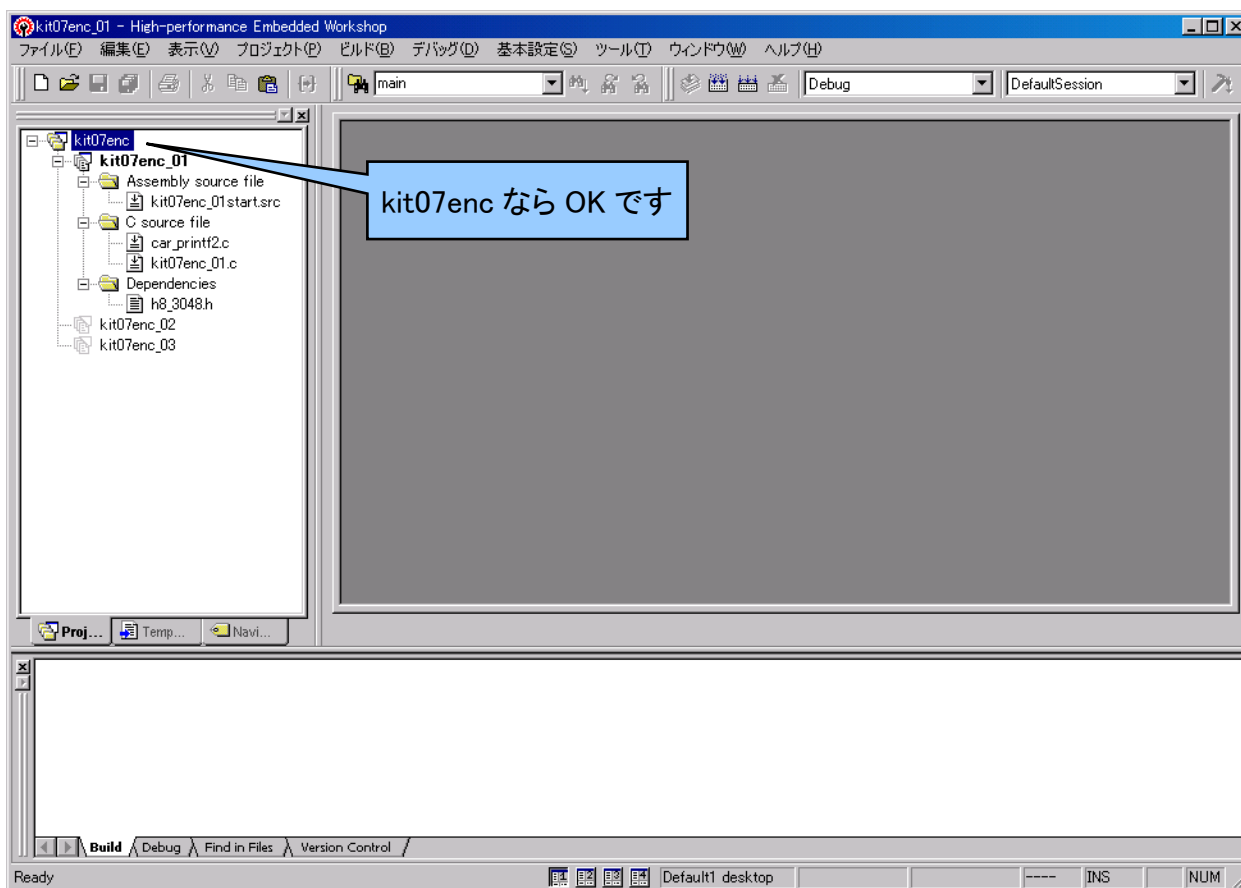 kit07enc_01 - High-performance Embedded Workshop
ファイル(F) 編集(E) 表示(V) プロジェクト(P) ビルド(B) デバッグ(D) 基本設定(S) ツール(T) ウィンドウ(W) ヘルプ(H)
main Debug DefaultSession
kit07enc
kit07enc_01
Assembly source file
kit07enc_01start.src
C source file
car_printf2.c
kit07enc_01.c
Dependencies
h8_3048.h
kit07enc_02
kit07enc_03
kit07enc なら OK です
Proj... Temp... Navi...
Build Debug Find in Files Version Control
Ready 1 2 3 4 Default1 desktop ---- INS NUM